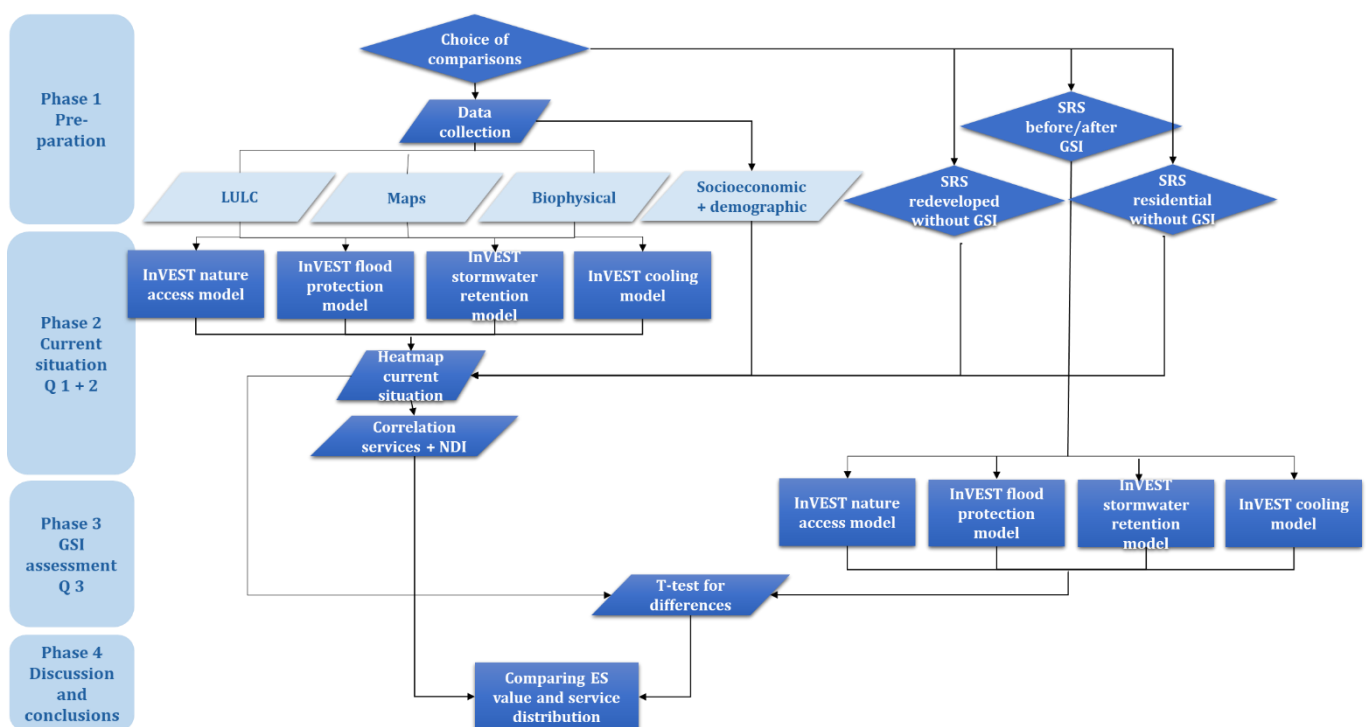 Phase 1
Pre-
paration
Choice of
comparisons
Data
collection
SRS
before/after
GSI
LULC
Maps
Biophysical
Socioeconomic
+ demographic
SRS
redeveloped
without GSI
SRS
residential
without GSI
Phase 2
Current
situation
Q 1 + 2
InVEST nature
access model
InVEST flood
protection
model
InVEST
stormwater
retention
model
InVEST cooling
model
Heatmap
current
situation
Correlation
services + NDI
Phase 3
GSI
assessment
Q 3
InVEST nature
access model
InVEST flood
protection
model
InVEST
stormwater
retention
model
InVEST cooling
model
T-test for
differences
Phase 4
Discussion
and
conclusions
Comparing ES
value and service
distribution